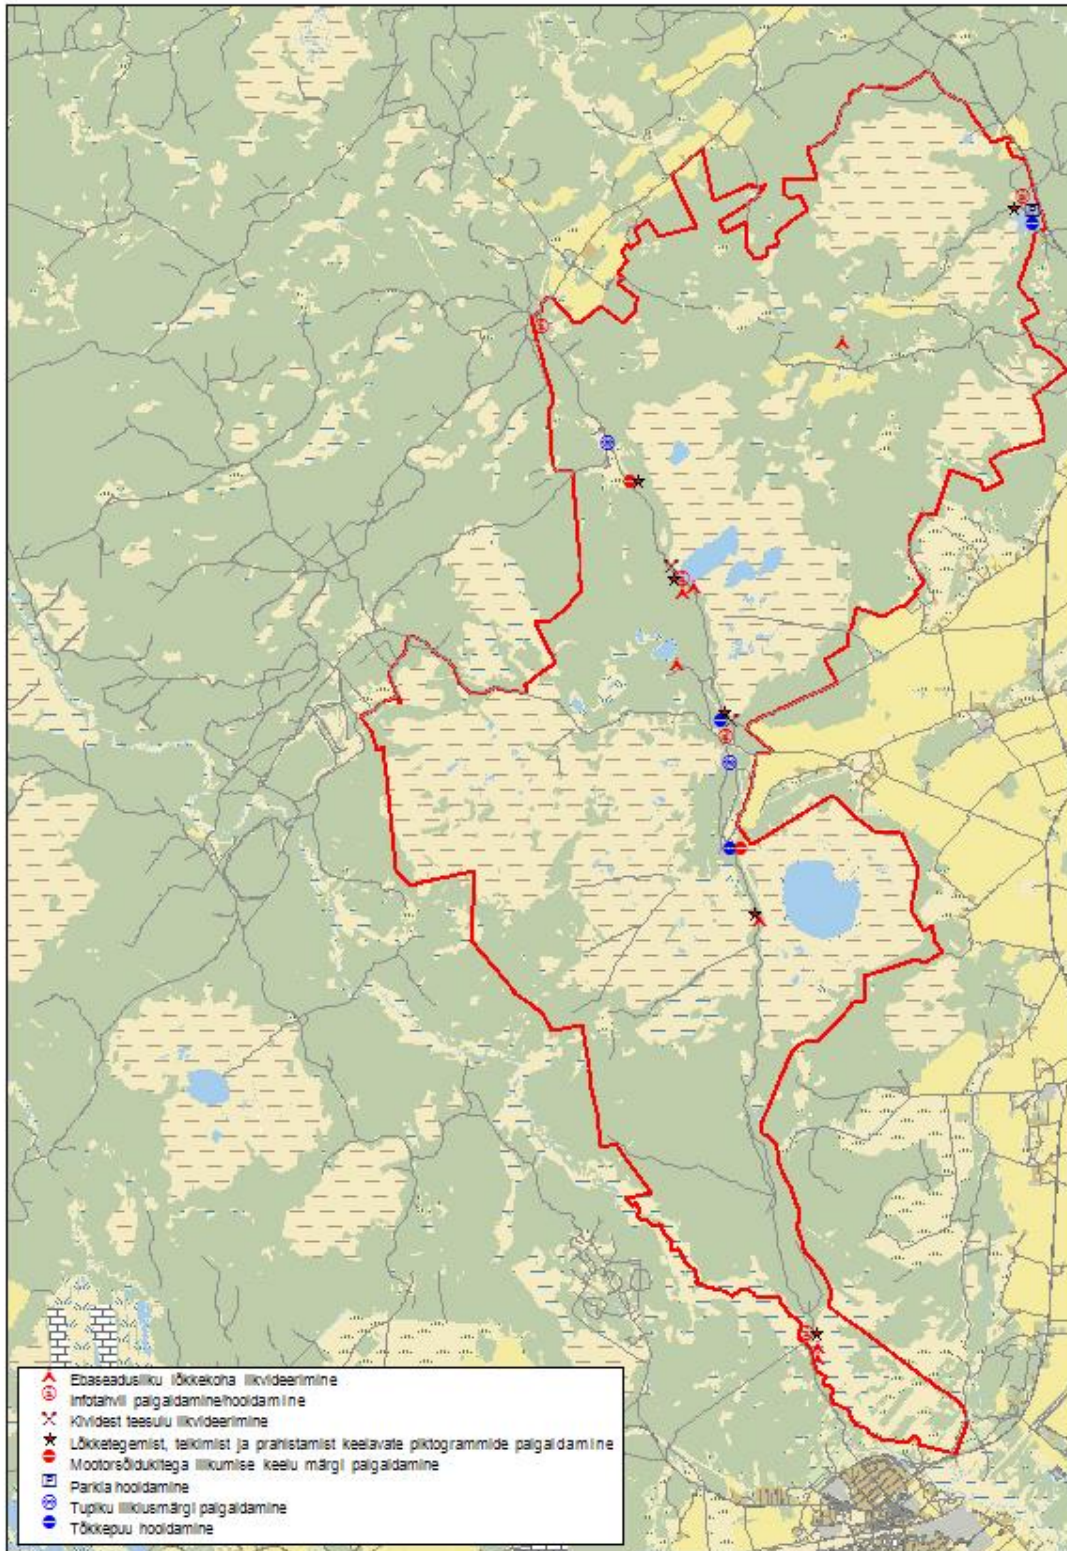 Ebaseadusliku lõkkekoha likvideerimine
Infotahvli paigaldamine/hooldamine
Kividest teesulu likvideerimine
Lõkketegemist, telkimist ja prahistamist keelavate piktogrammide paigaldamine
Mootorsõidukitega liikumise keelu märgi paigaldamine
Parkla hooldamine
Tupiku liiklusmärgi paigaldamine
Tõkkepuu hooldamine